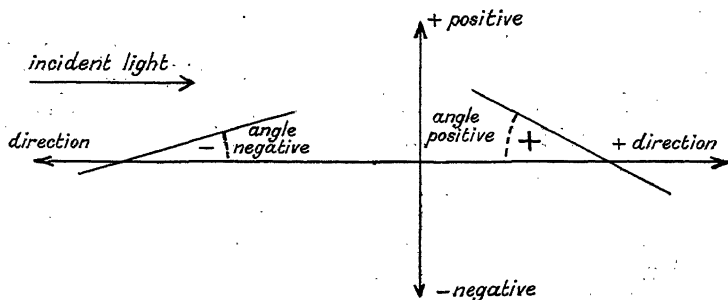 + positive
incident light
direction
angle
negative
−
angle
positive
+
+ direction
− negative